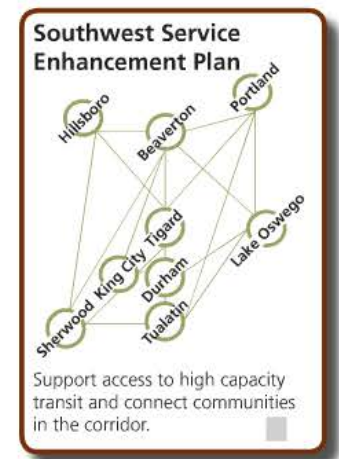 Southwest Service
Enhancement Plan
Portland
Hillsboro
Beaverton
Tigard
Lake Oswego
King City
Durham
Sherwood
Tualatin
Support access to high capacity
transit and connect communities
in the corridor.